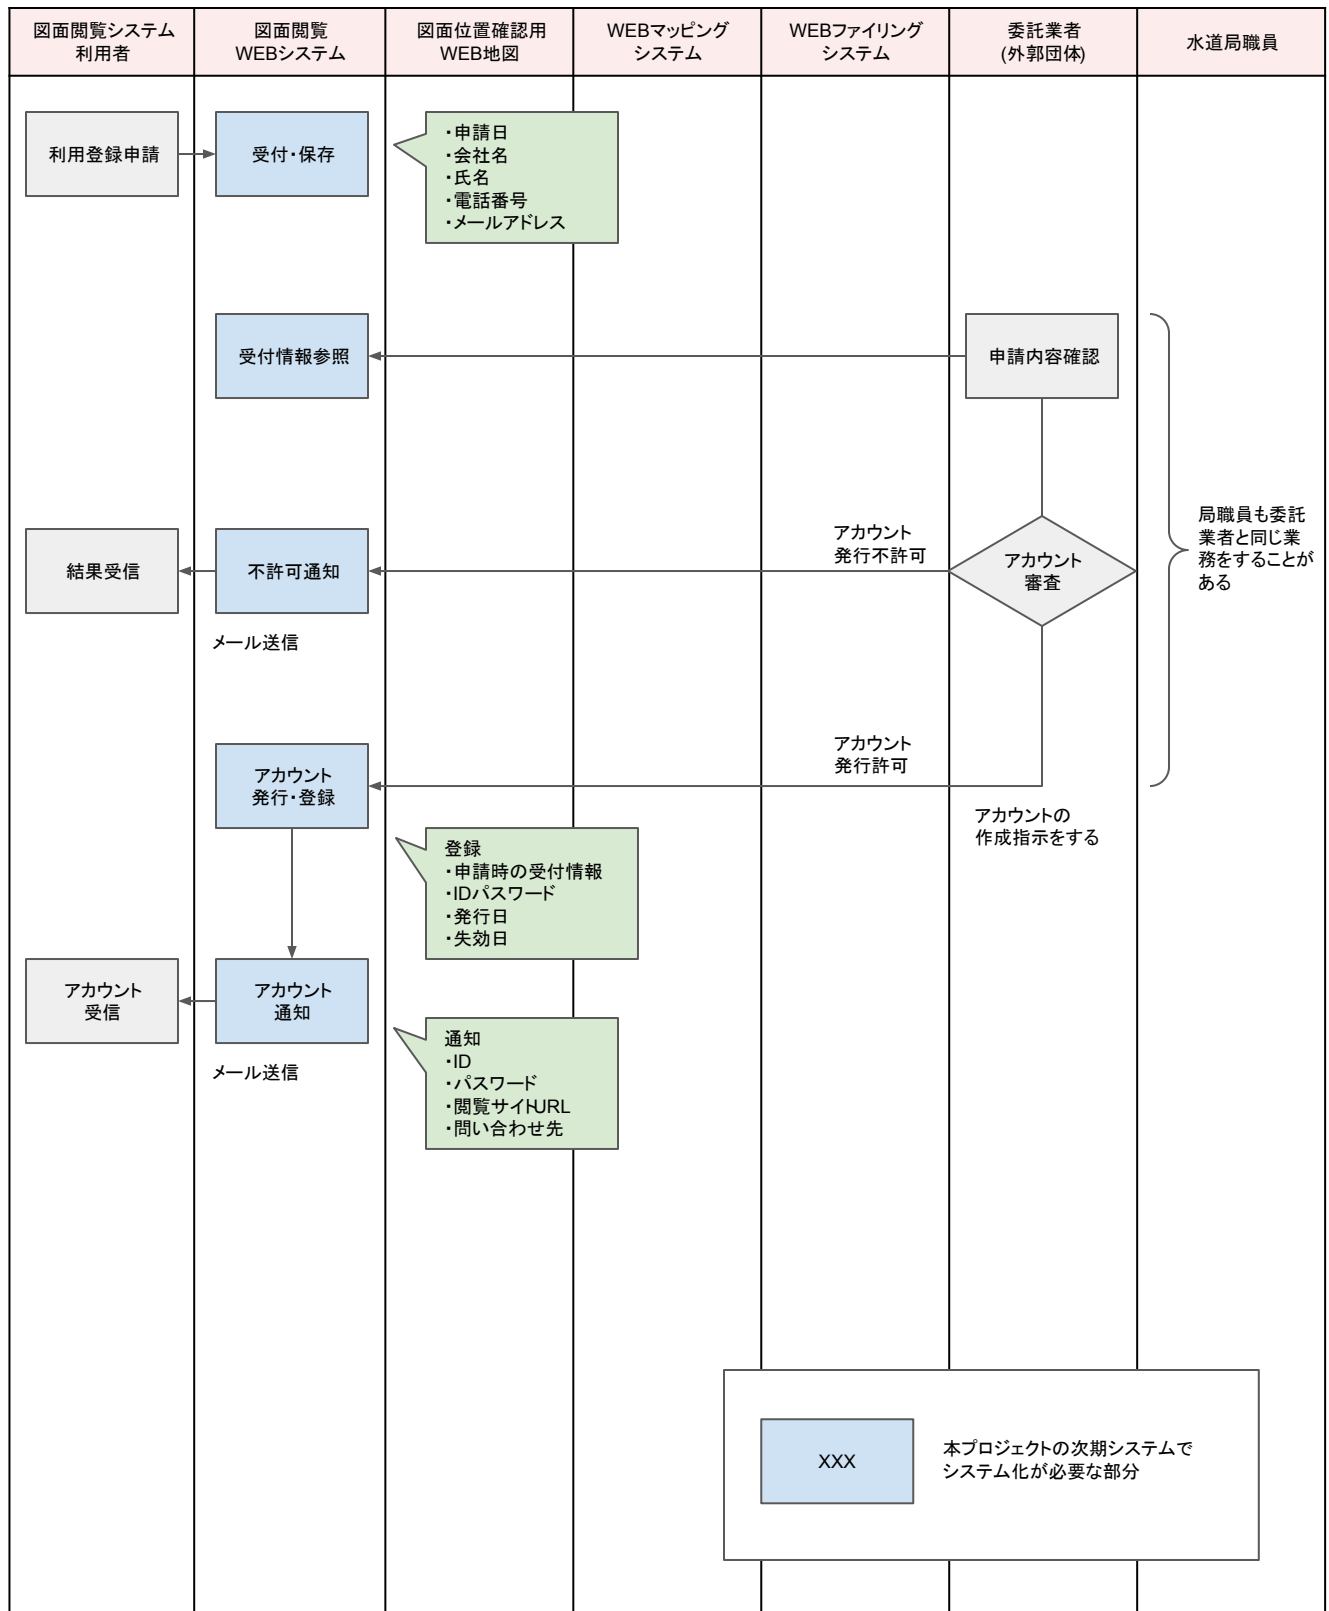 図面閲覧システム
利用者
図面閲覧
WEBシステム
図面位置確認用
WEB地図
WEBマッピング
システム
WEBファイリング
システム
委託業者
(外郭団体)
水道局職員
利用登録申請
受付・保存
・申請日
・会社名
・氏名
・電話番号
・メールアドレス
受付情報参照
申請内容確認
結果受信
不許可通知
アカウント
発行不許可
アカウント
審査
局職員も委託
業者と同じ業
務をすることが
ある
メール送信
アカウント
発行・登録
アカウント
発行許可
アカウントの
作成指示をする
登録
・申請時の受付情報
・IDパスワード
・発行日
・失効日
アカウント
受信
アカウント
通知
メール送信
通知
・ID
・パスワード
・閲覧サイトURL
・問い合わせ先
XXX
本プロジェクトの次期システムで
システム化が必要な部分